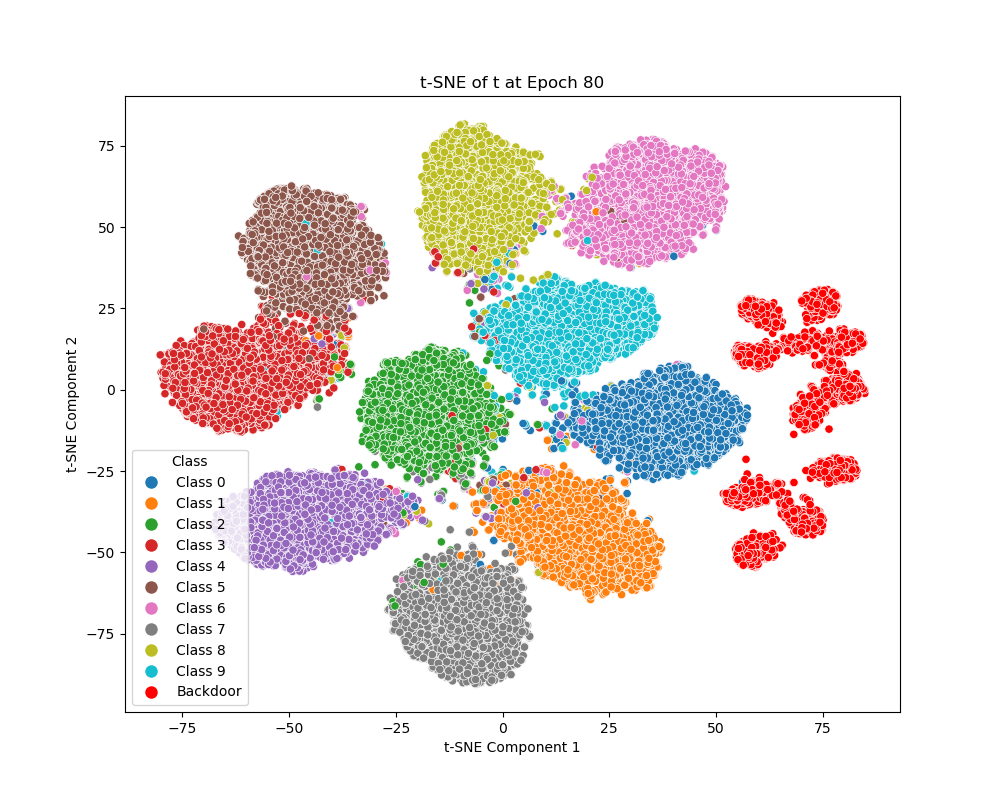 t-SNE of t at Epoch 80
75
50
25
0
−25
−50
−75
t-SNE Component 2
Class
Class 0
Class 1
Class 2
Class 3
Class 4
Class 5
Class 6
Class 7
Class 8
Class 9
Backdoor
−75
−50
−25
0
25
50
75
t-SNE Component 1